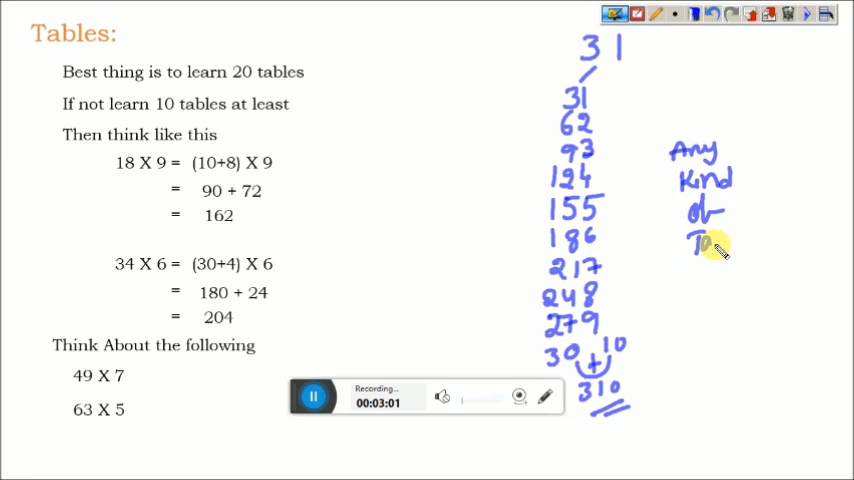 Tables:
Best thing is to learn 20 tables
If not learn 10 tables at least
Then think like this
18 X 9 = (10+8) X 9
= 90 + 72
= 162
34 X 6 = (30+4) X 6
= 180 + 24
= 204
Think About the following
49 X 7
63 X 5
31
31
62
93
124
155
186
217
248
279
30 10
+
310
Any
Kind
of
Ta
Recording...
00:03:01